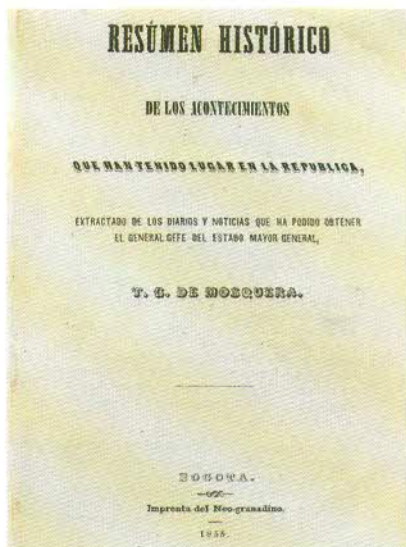 RESÚMEN HISTÓRICO
DE LOS ACONTECIMIENTOS
QUE HAN TENIDO LUGAR EN LA REPUBLICA,
EXTRACTADO DE LOS DIARIOS Y NOTICIAS QUE HA PODIDO OBTENER
EL GENERAL GEFE DEL ESTADO MAYOR GENERAL,
T. C. DE MOSQUERA.
BOGOTA.
Imprenta del Neo-granadino.
1855.